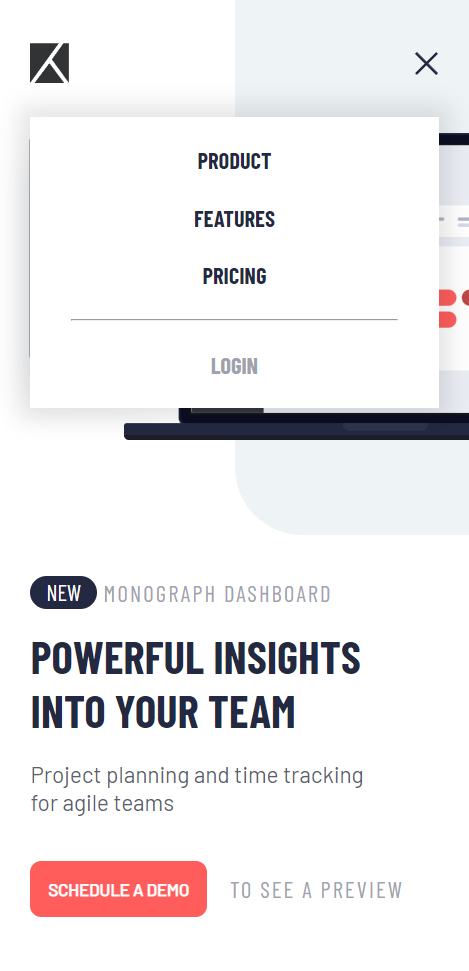 PRODUCT
FEATURES
PRICING
LOGIN
NEW MONOGRAPH DASHBOARD
POWERFUL INSIGHTS
INTO YOUR TEAM
Project planning and time tracking
for agile teams
SCHEDULE A DEMO TO SEE A PREVIEW